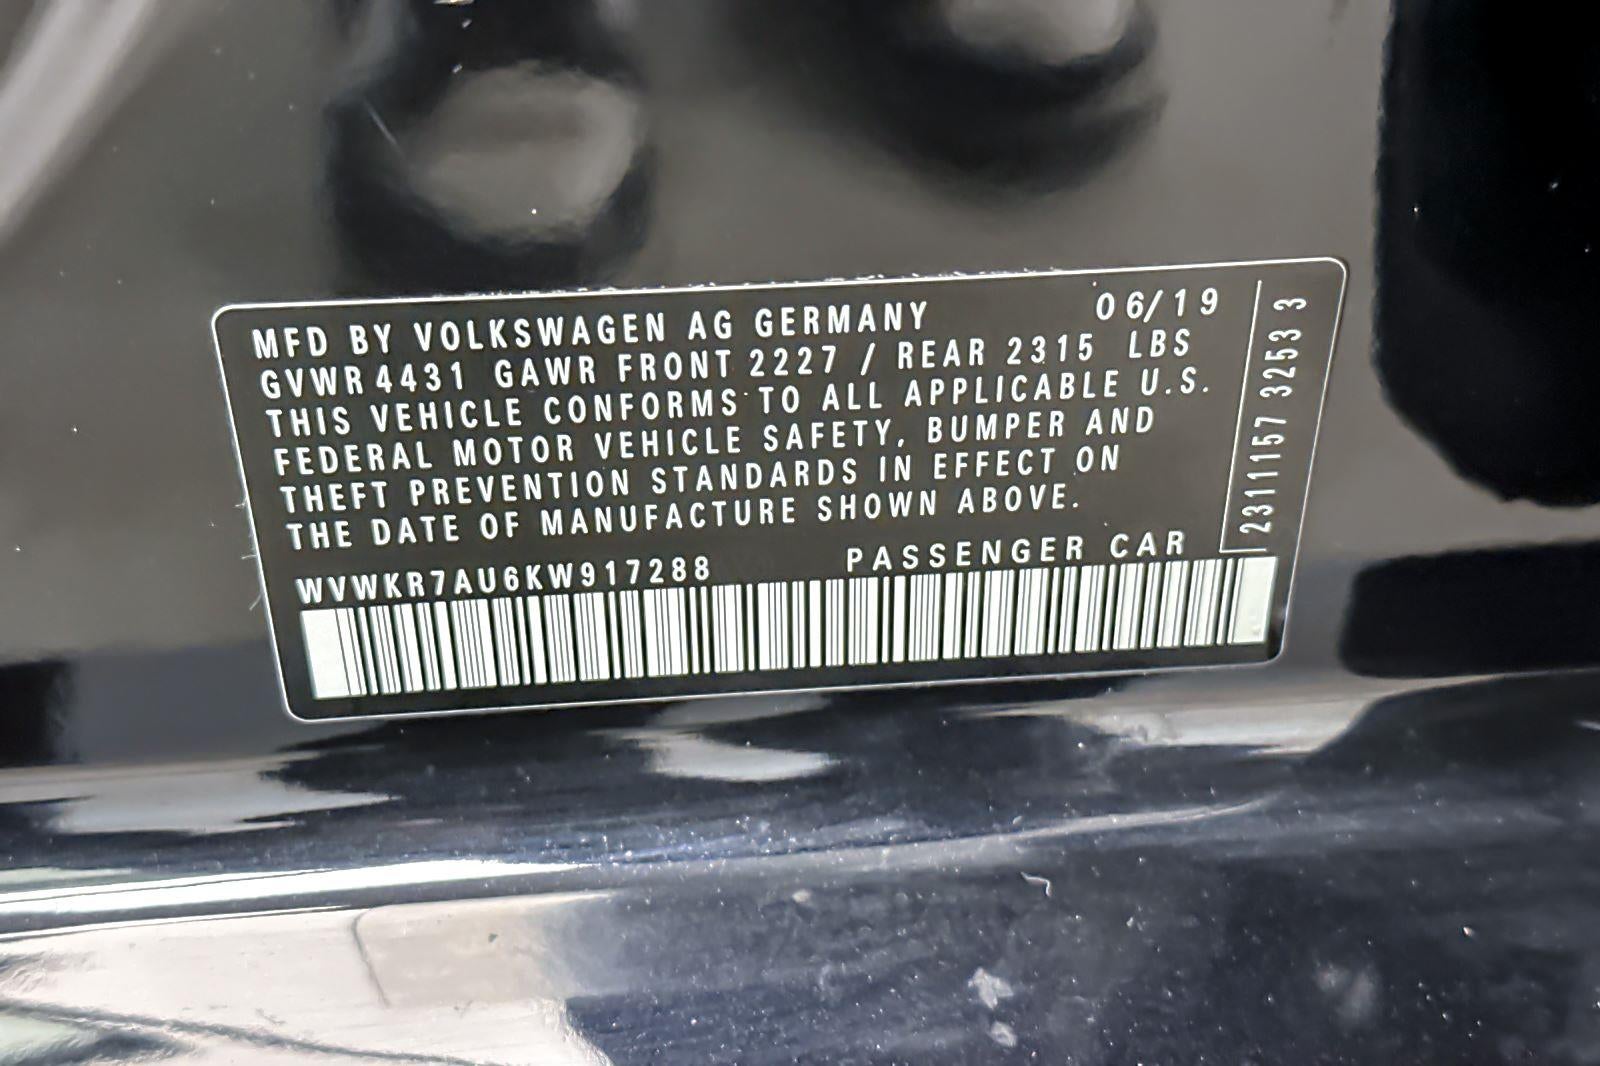 MFD BY VOLKSWAGEN AG GERMANY 06/19
GVWR 4431 GAWR FRONT 2227 / REAR 2315 LBS
THIS VEHICLE CONFORMS TO ALL APPLICABLE U.S.
FEDERAL MOTOR VEHICLE SAFETY, BUMPER AND
THEFT PREVENTION STANDARDS IN EFFECT ON
THE DATE OF MANUFACTURE SHOWN ABOVE.
WVWKR7AU6KW917288 PASSENGER CAR
2311157 3253 3